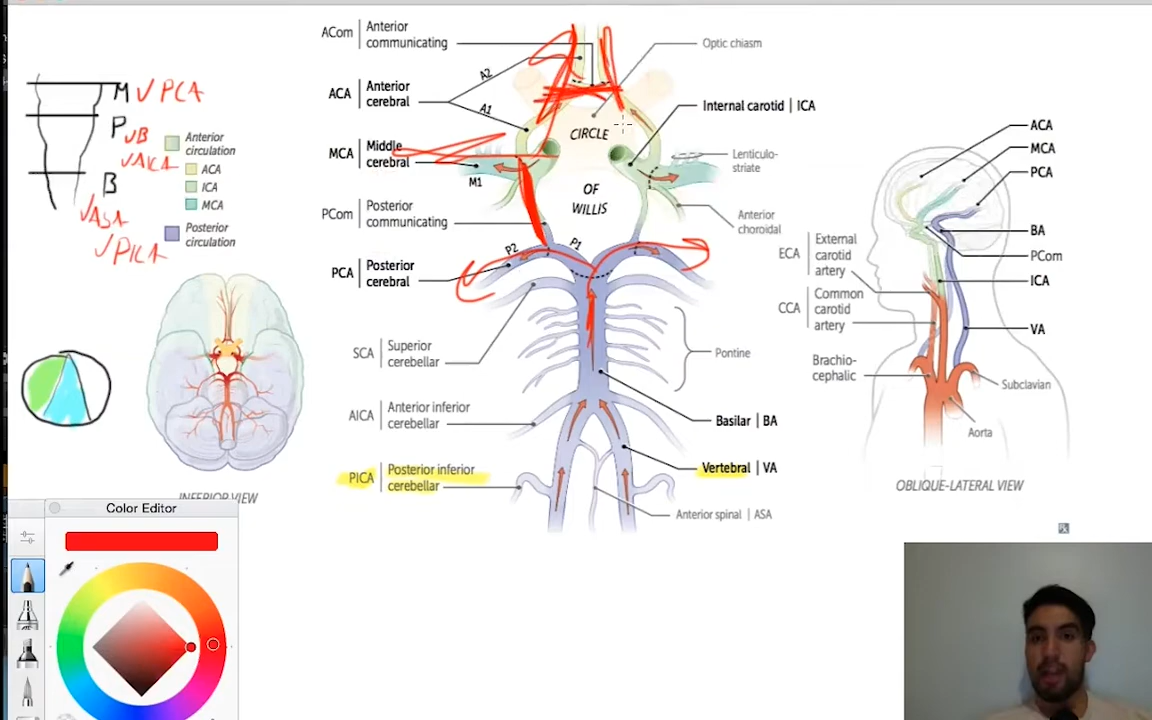 M √PCA
P √B
√AICA
B
√ASA
√PICA
Anterior
circulation
ACA
ICA
MCA
Posterior
circulation
INFERIOR VIEW
ACom
Anterior
communicating
ACA
Anterior
cerebral
A2
A1
MCA
Middle
cerebral
M1
PCom
Posterior
communicating
P2
P1
PCA
Posterior
cerebral
SCA
Superior
cerebellar
AICA
Anterior inferior
cerebellar
PICA
Posterior inferior
cerebellar
CIRCLE
OF
WILLIS
Optic chiasm
Internal carotid | ICA
Lenticulo-
striate
Anterior
choroidal
Pontine
Basilar | BA
Vertebral | VA
Anterior spinal | ASA
ACA
MCA
PCA
BA
PCom
ICA
VA
ECA
External
carotid
artery
CCA
Common
carotid
artery
Brachio-
cephalic
Subclavian
Aorta
OBLIQUE-LATERAL VIEW
Color Editor